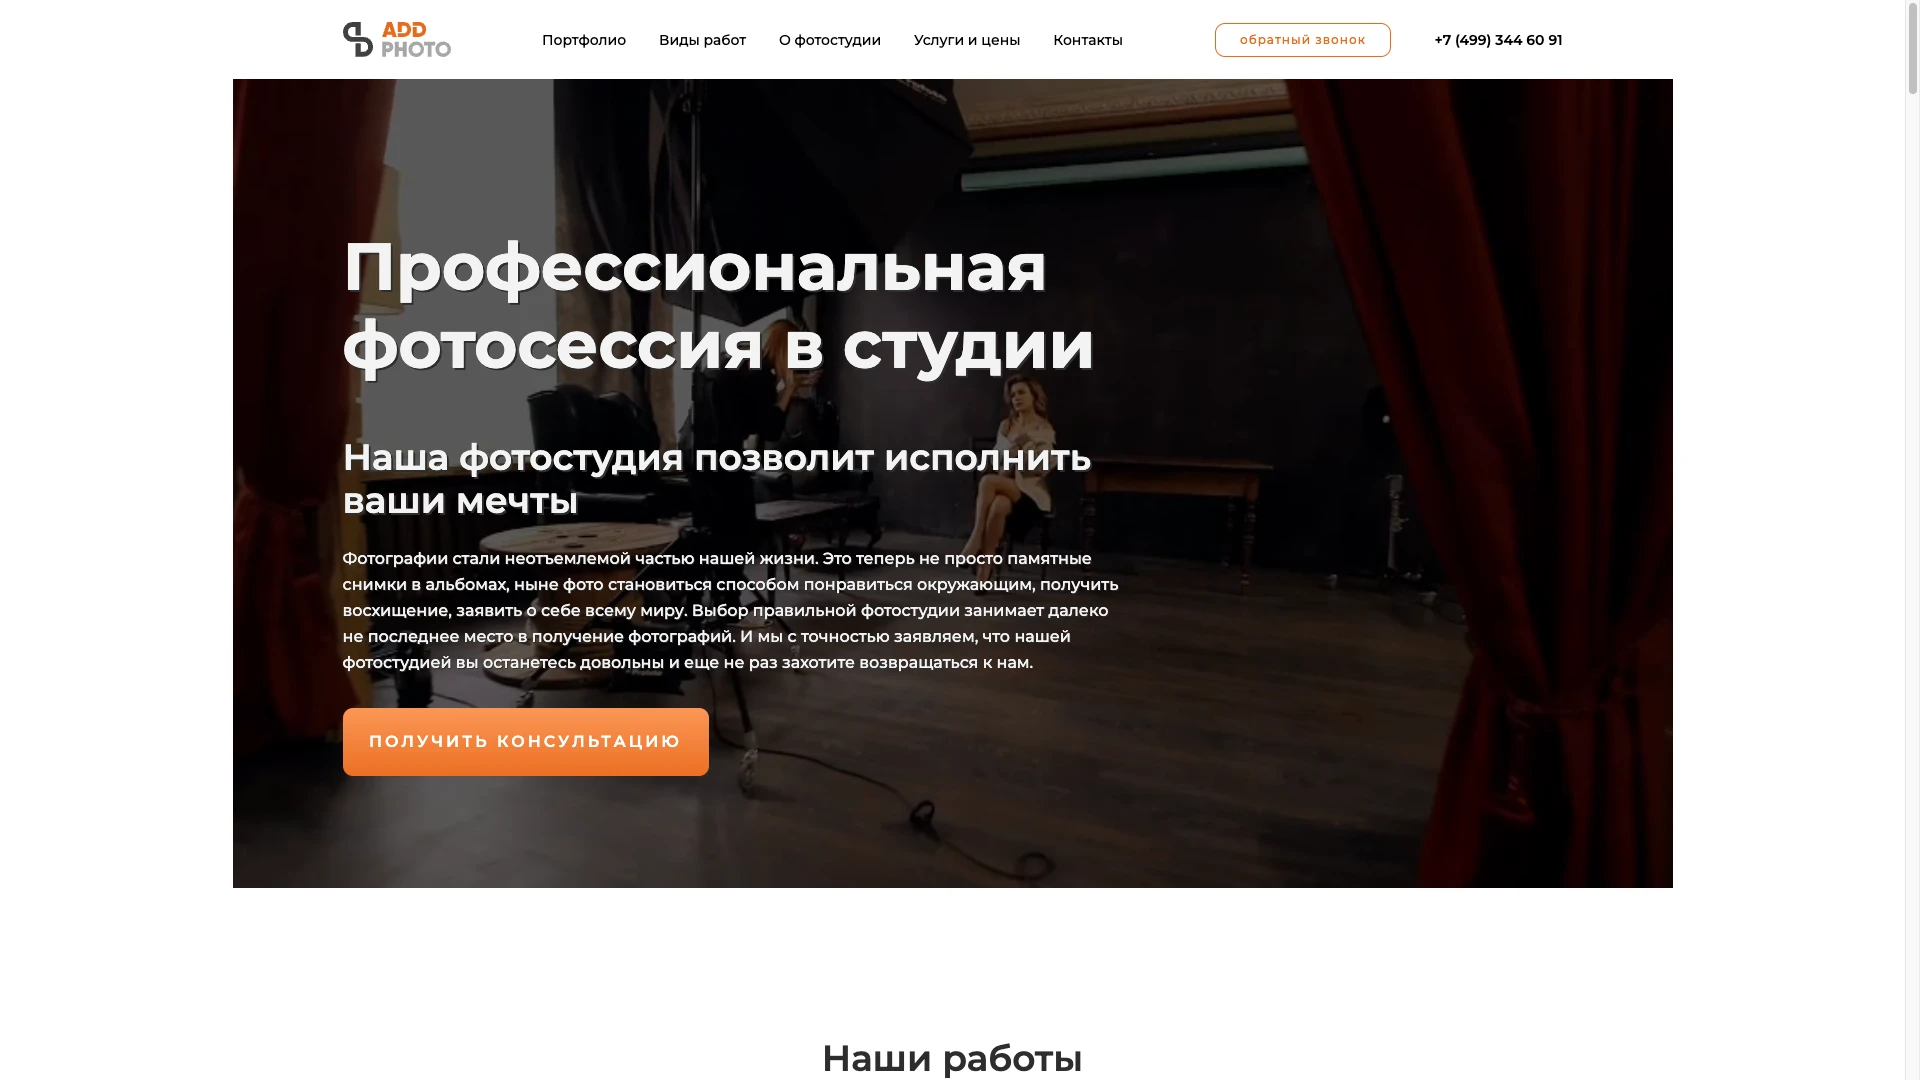 ADD
PHOTO
Портфолио
Виды работ
О фотостудии
Услуги и цены
Контакты
обратный звонок
+7 (499) 344 60 91
Профессиональная
фотосессия в студии
Наша фотостудия позволит исполнить
ваши мечты
Фотографии стали неотъемлемой частью нашей жизни. Это теперь не просто памятные
снимки в альбомах, ныне фото становиться способом понравиться окружающим, получить
восхищение, заявить о себе всему миру. Выбор правильной фотостудии занимает далеко
не последнее место в получение фотографий. И мы с точностью заявляем, что нашей
фотостудией вы останетесь довольны и еще не раз захотите возвращаться к нам.
ПОЛУЧИТЬ КОНСУЛЬТАЦИЮ
Наши работы